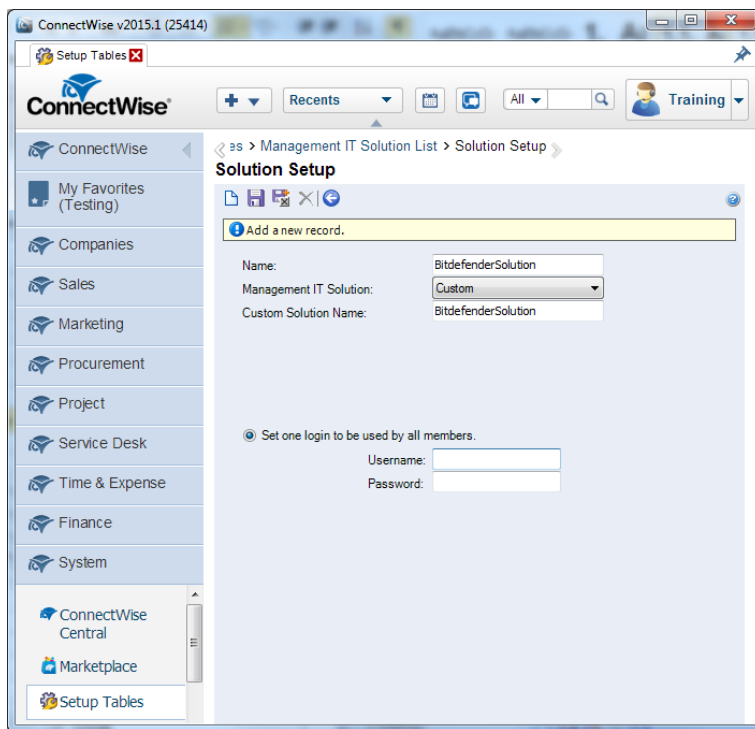 ConnectWise v2015.1 (25414)
Setup Tables
ConnectWise
Recents
All
Training
ConnectWise
My Favorites
(Testing)
Companies
Sales
Marketing
Procurement
Project
Service Desk
Time & Expense
Finance
System
ConnectWise
Central
Marketplace
Setup Tables
es > Management IT Solution List > Solution Setup
Solution Setup
Add a new record.
Name: BitdefenderSolution
Management IT Solution: Custom
Custom Solution Name: BitdefenderSolution
Set one login to be used by all members.
Username:
Password: